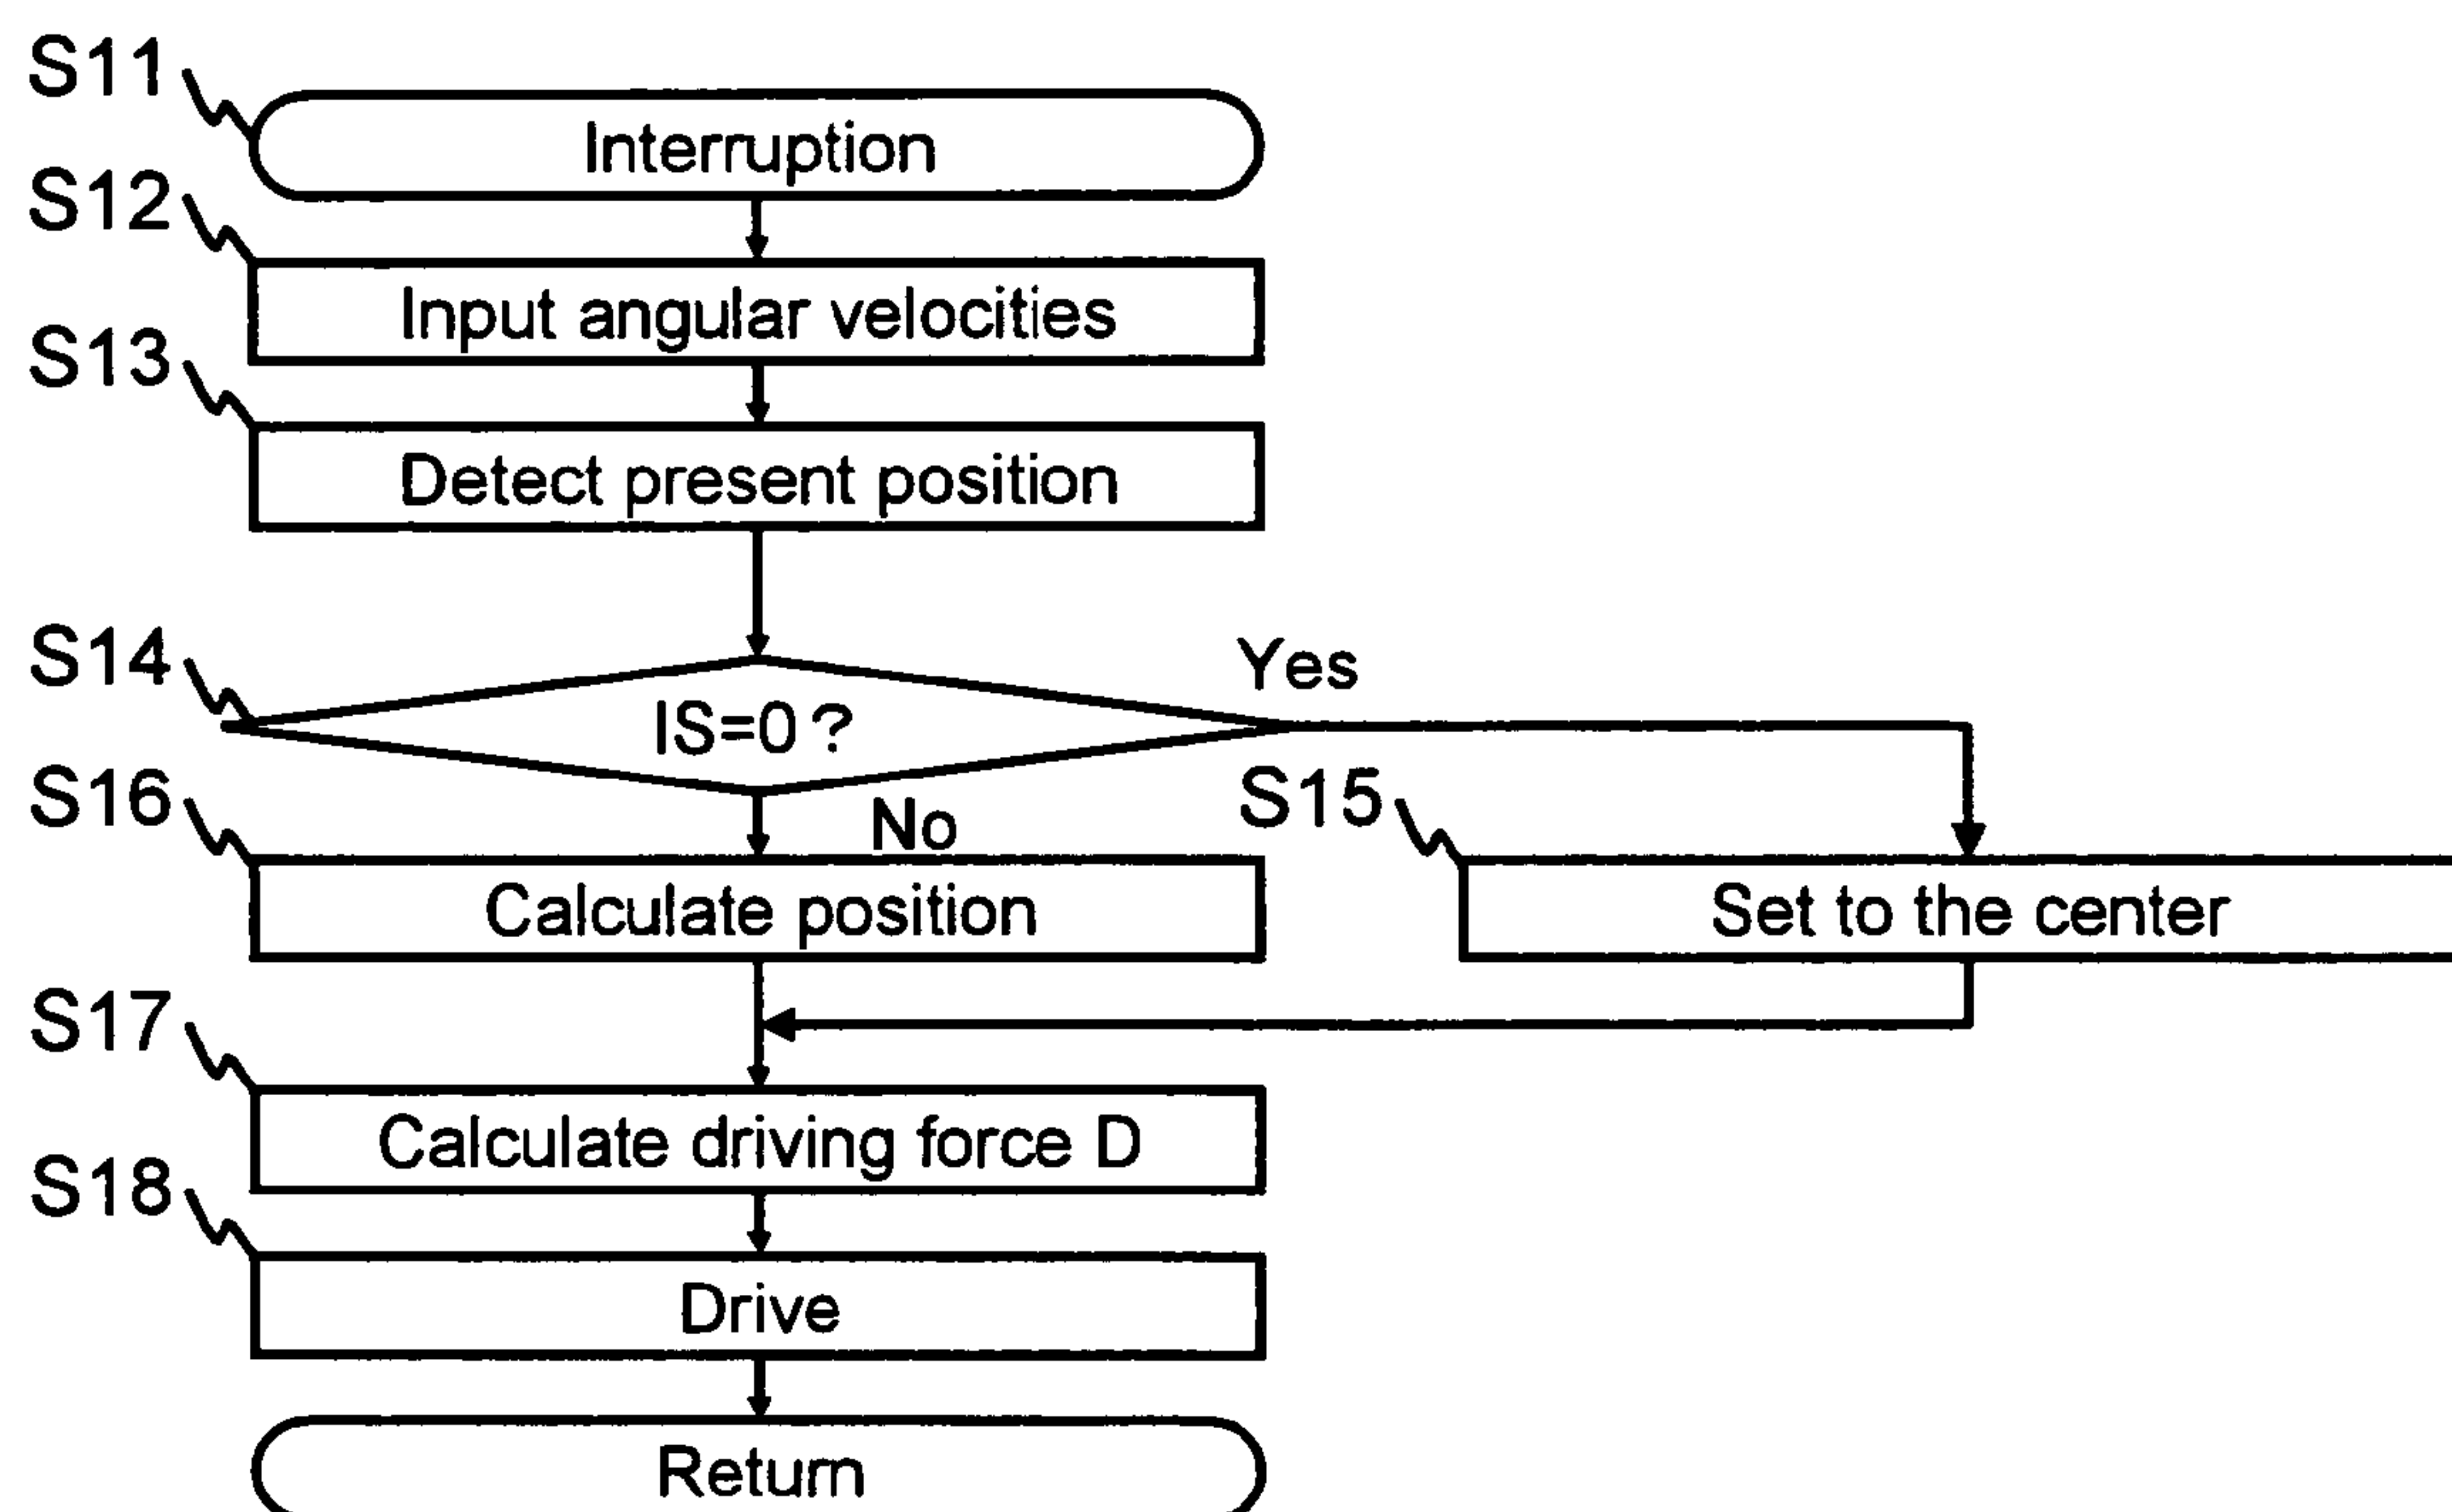 S11
Interruption
S12
Input angular velocities
S13
Detect present position
S14
IS=0 ?
Yes
No
S16
Calculate position
S15
Set to the center
S17
Calculate driving force D
S18
Drive
Return